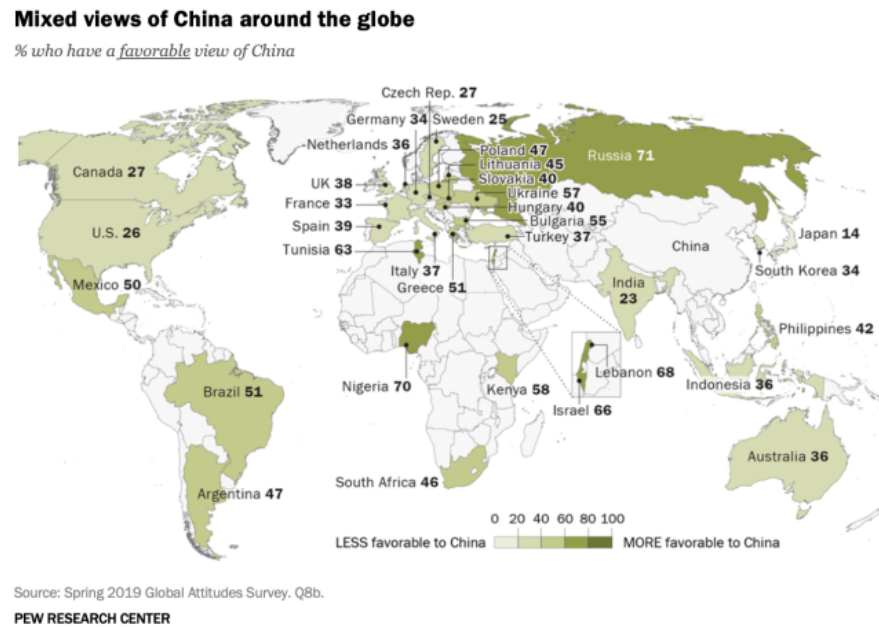 Mixed views of China around the globe
% who have a favorable view of China
Czech Rep. 27
Germany 34 Sweden 25
Netherlands 36
Poland 47
Lithuania 45
Slovakia 40
Russia 71
Canada 27
UK 38
Ukraine 57
France 33
Hungary 40
Bulgaria 55
U.S. 26
Spain 39
Turkey 37
Japan 14
Tunisia 63
China
Italy 37
South Korea 34
Mexico 50
Greece 51
India
23
Philippines 42
Lebanon 68
Nigeria 70
Kenya 58
Indonesia 36
Brazil 51
Israel 66
Australia 36
South Africa 46
Argentina 47
0 20 40 60 80 100
LESS favorable to China MORE favorable to China
Source: Spring 2019 Global Attitudes Survey. Q8b.
PEW RESEARCH CENTER